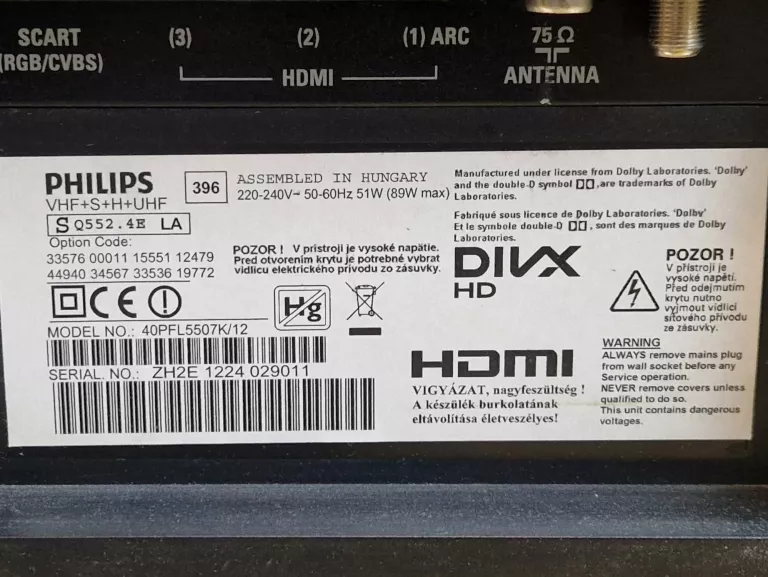 SCART
(RGB/CVBS)
(3)
(2)
(1) ARC
HDMI
75 Ω
ANTENNA
PHILIPS
VHF+S+H+UHF
S Q552.4E LA
396
ASSEMBLED IN HUNGARY
220-240V~ 50-60Hz 51W (89W max)
Option Code:
33576 00011 15551 12479
44940 34567 33536 19772
POZOR ! V prístroji je vysoké napätie.
Pred otvorením krytu je potrebné vybrat
vidlicu elektrického prívodu zo zásuvky.
CE
Hg
MODEL NO.: 40PFL5507K/12
SERIAL. NO.: ZH2E 1224 029011
Manufactured under license from Dolby Laboratories. 'Dolby'
and the double-D symbol ,are trademarks of Dolby
Laboratories.
Fabriqué sous licence de Dolby Laboratories. 'Dolby'
Et le symbole double-D , sont des marques de Dolby
Laboratories.
DIVX
HD
HDMI
VIGYÁZAT, nagyfeszültség !
A készülék burkolatának
eltávolítása életveszélyes!
POZOR !
V přístroji je
vysoké napětí.
Před odejmutím
krytu nutno
vyjmout vidlici
síťového přívodu
ze zásuvky.
WARNING
ALWAYS remove mains plug
from wall socket before any
Service operation.
NEVER remove covers unless
qualified to do so.
This unit contains dangerous
voltages.